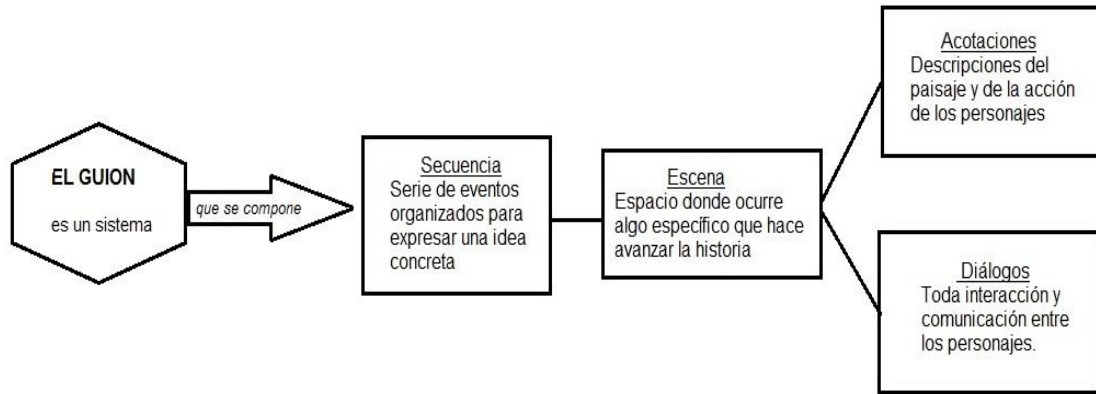 EL GUION
es un sistema
que se compone
Secuencia
Serie de eventos
organizados para
expresar una idea
concreta
Escena
Espacio donde ocurre
algo específico que hace
avanzar la historia
Acotaciones
Descripciones del
paisaje y de la acción
de los personajes
Diálogos
Toda interacción y
comunicación entre
los personajes.